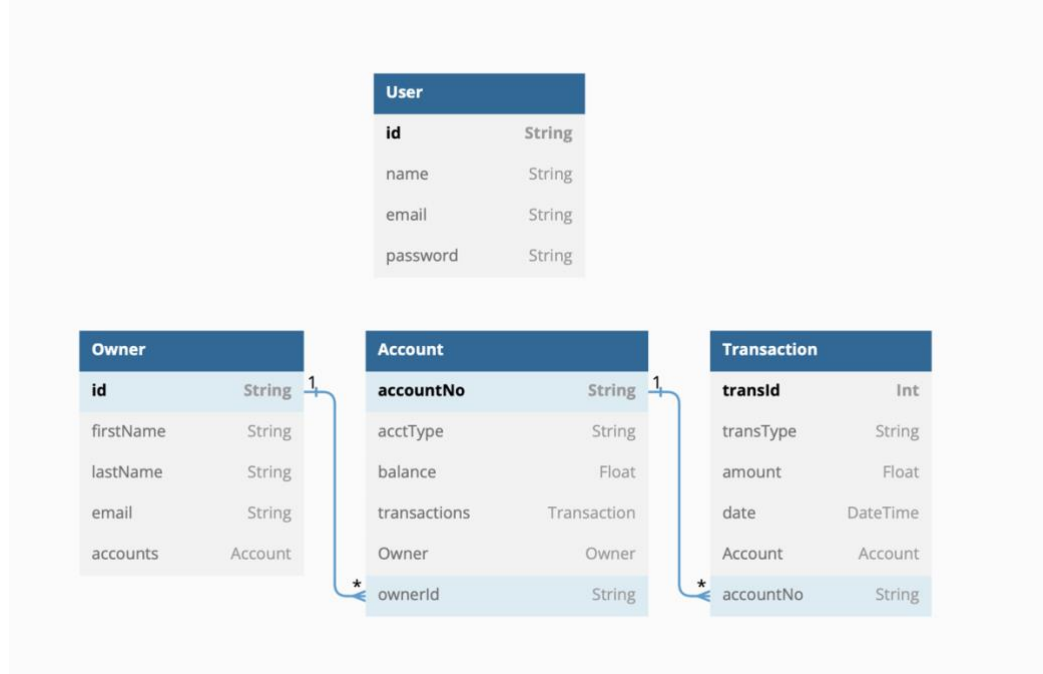 User
id String
name String
email String
password String
Owner
id String
firstName String
lastName String
email String
accounts Account
1
*
Account
accountNo String
acctType String
balance Float
transactions Transaction
Owner Owner
ownerId String
1
*
Transaction
transId Int
transType String
amount Float
date DateTime
Account Account
accountNo String